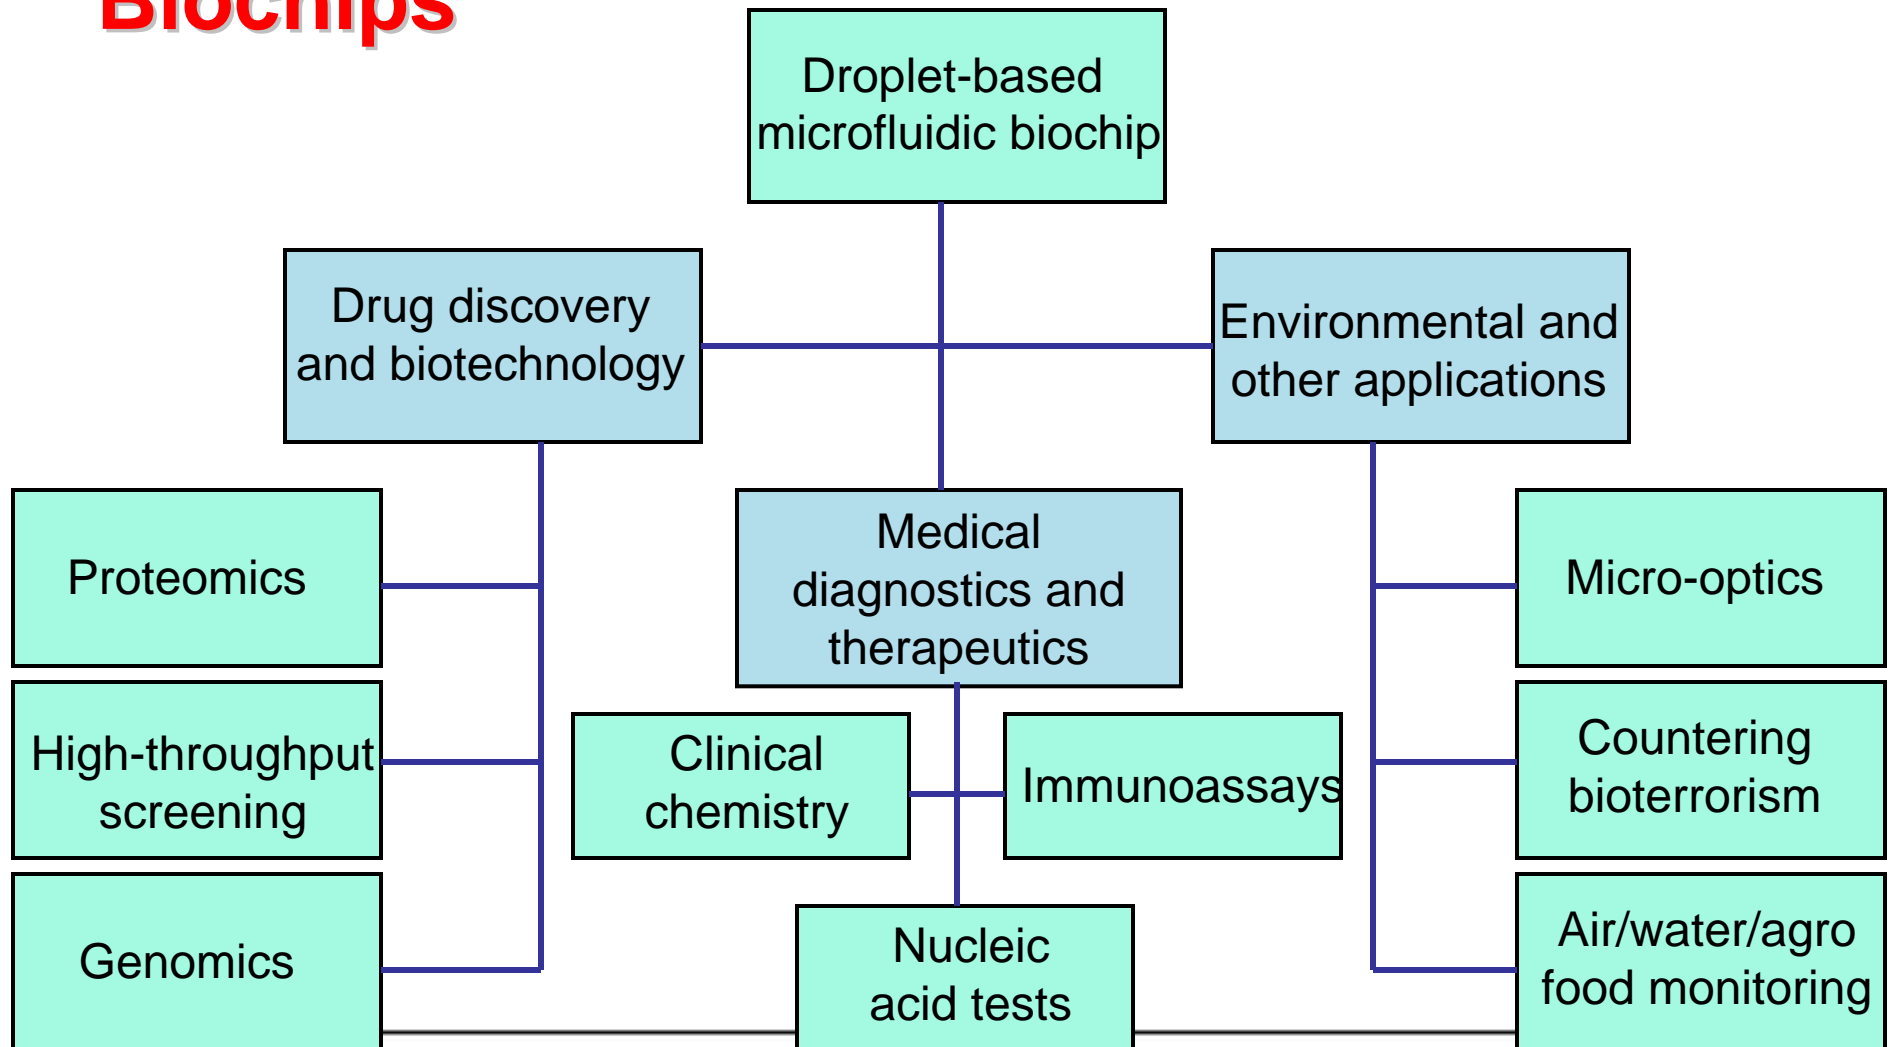 Biochips
Droplet-based
microfluidic biochip
Drug discovery
and biotechnology
Environmental and
other applications
Medical
diagnostics and
therapeutics
Proteomics
High-throughput
screening
Genomics
Clinical
chemistry
Immunoassays
Nucleic
acid tests
Micro-optics
Countering
bioterrorism
Air/water/agro
food monitoring